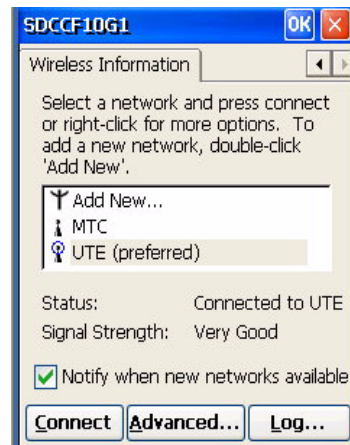 SDCCF10G1 OK
Wireless Information
Select a network and press connect
or right-click for more options. To
add a new network, double-click
'Add New'.
Add New...
MTC
UTE (preferred)
Status: Connected to UTE
Signal Strength: Very Good
Notify when new networks available
Connect Advanced... Log...